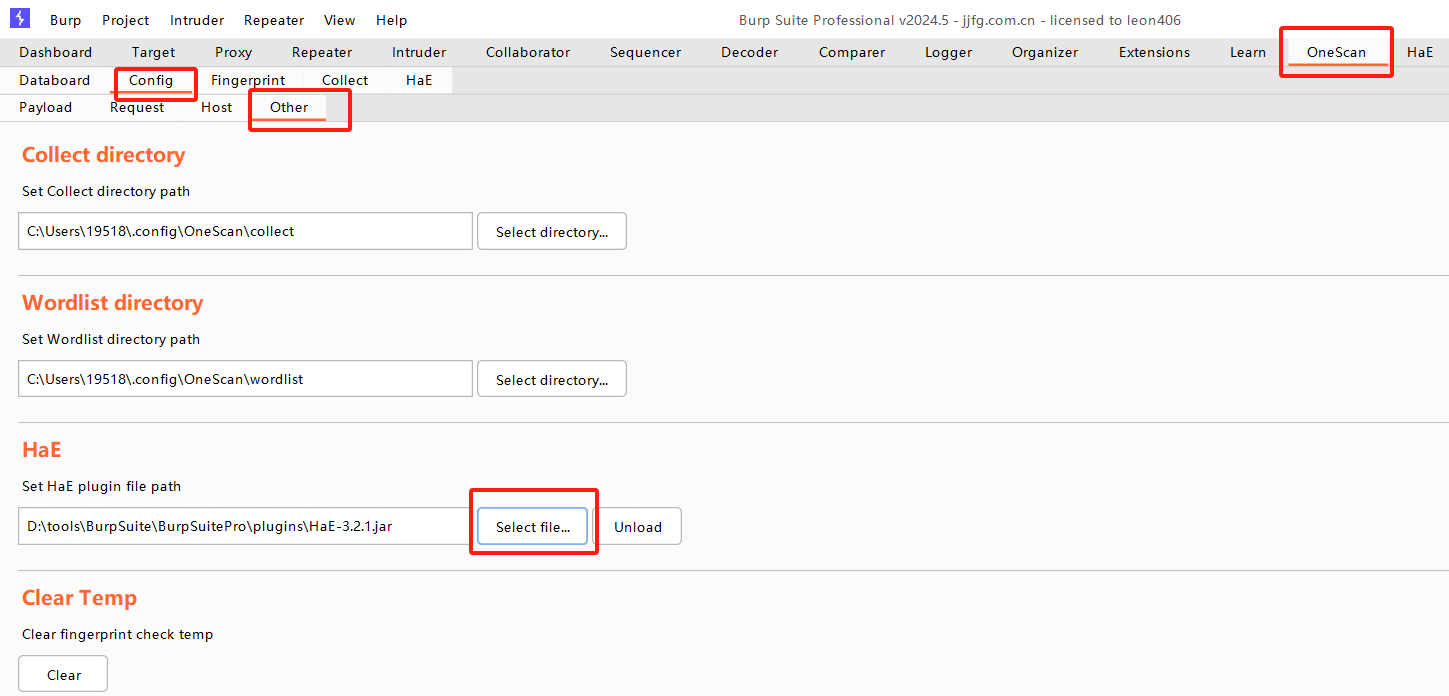 Burp Project Intruder Repeater View Help Burp Suite Professional v2024.5 - jjfg.com.cn - licensed to leon406
Dashboard Target Proxy Repeater Intruder Collaborator Sequencer Decoder Comparer Logger Organizer Extensions Learn OneScan HaE
Databoard Config Fingerprint Collect HaE
Payload Request Host Other
Collect directory
Set Collect directory path
C:\Users\19518\.config\OneScan\collect Select directory...
Wordlist directory
Set Wordlist directory path
C:\Users\19518\.config\OneScan\wordlist Select directory...
HaE
Set HaE plugin file path
D:\tools\BurpSuite\BurpSuitePro\plugins\HaE-3.2.1.jar Select file... Unload
Clear Temp
Clear fingerprint check temp
Clear